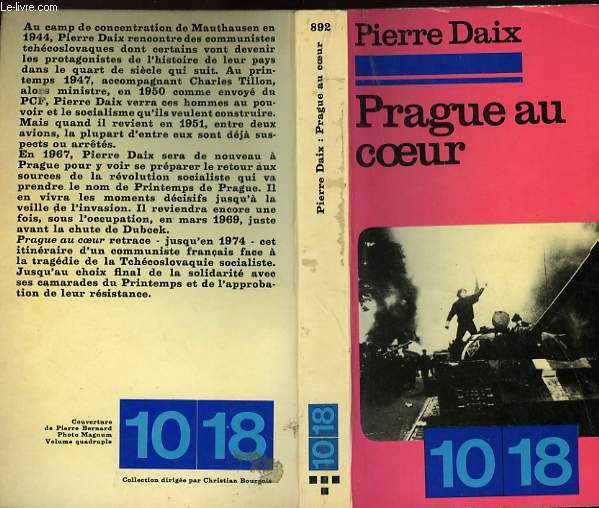 © Le-livre.com
Au camp de concentration de Mauthausen en
1944, Pierre Daix rencontre des communistes
tchécoslovaques dont certains vont devenir
les protagonistes de l'histoire de leur pays
dans le quart de siècle qui suit. Au prin-
temps 1947, accompagnant Charles Tillon,
alors ministre, en 1950 comme envoyé du
PCF, Pierre Daix verra ces hommes au pou-
voir et le socialisme qu'ils veulent construire.
Mais quand il revient en 1951, entre deux
avions, la plupart d'entre eux sont déjà sus-
pects ou arrêtés.
En 1967, Pierre Daix sera de nouveau à
Prague pour y voir se préparer le retour aux
sources de la révolution socialiste qui va
prendre le nom de Printemps de Prague. Il
en vivra les moments décisifs jusqu'à la
veille de l'invasion. Il reviendra encore une
fois, sous l'occupation, en mars 1969, juste
avant la chute de Dubcek.
Prague au cœur retrace - jusqu'en 1974 - cet
itinéraire d'un communiste français face à
la tragédie de la Tchécoslovaquie socialiste.
Jusqu'au choix final de la solidarité avec
ses camarades du Printemps et de l'approba-
tion de leur résistance.
Couverture
de Pierre Bernard
Photo Magnum
Volume quadruple
10 18
Collection dirigée par Christian Bourgois
892
Pierre Daix : Prague au cœur
10 18
Pierre Daix
Prague au
cœur
10 18